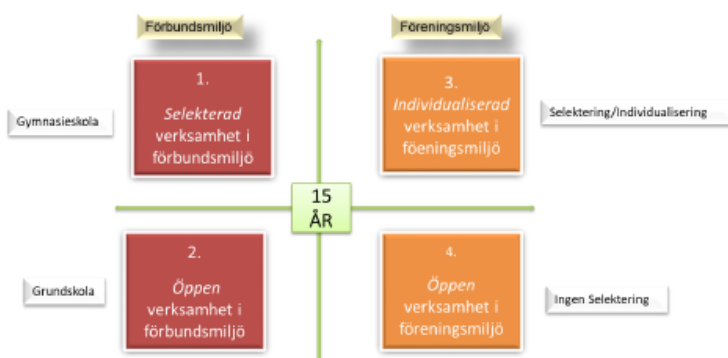 Förbundsmiljö
Föreningsmiljö
1.
Selekterad
verksamhet i
förbundsmiljö
3.
Individualiserad
verksamhet i
föeningsmiljö
Gymnasieskola
Selektering/Individualisering
15
ÅR
2.
Öppen
verksamhet i
förbundsmiljö
4.
Öppen
verksamhet i
föreningsmiljö
Grundskola
Ingen Selektering